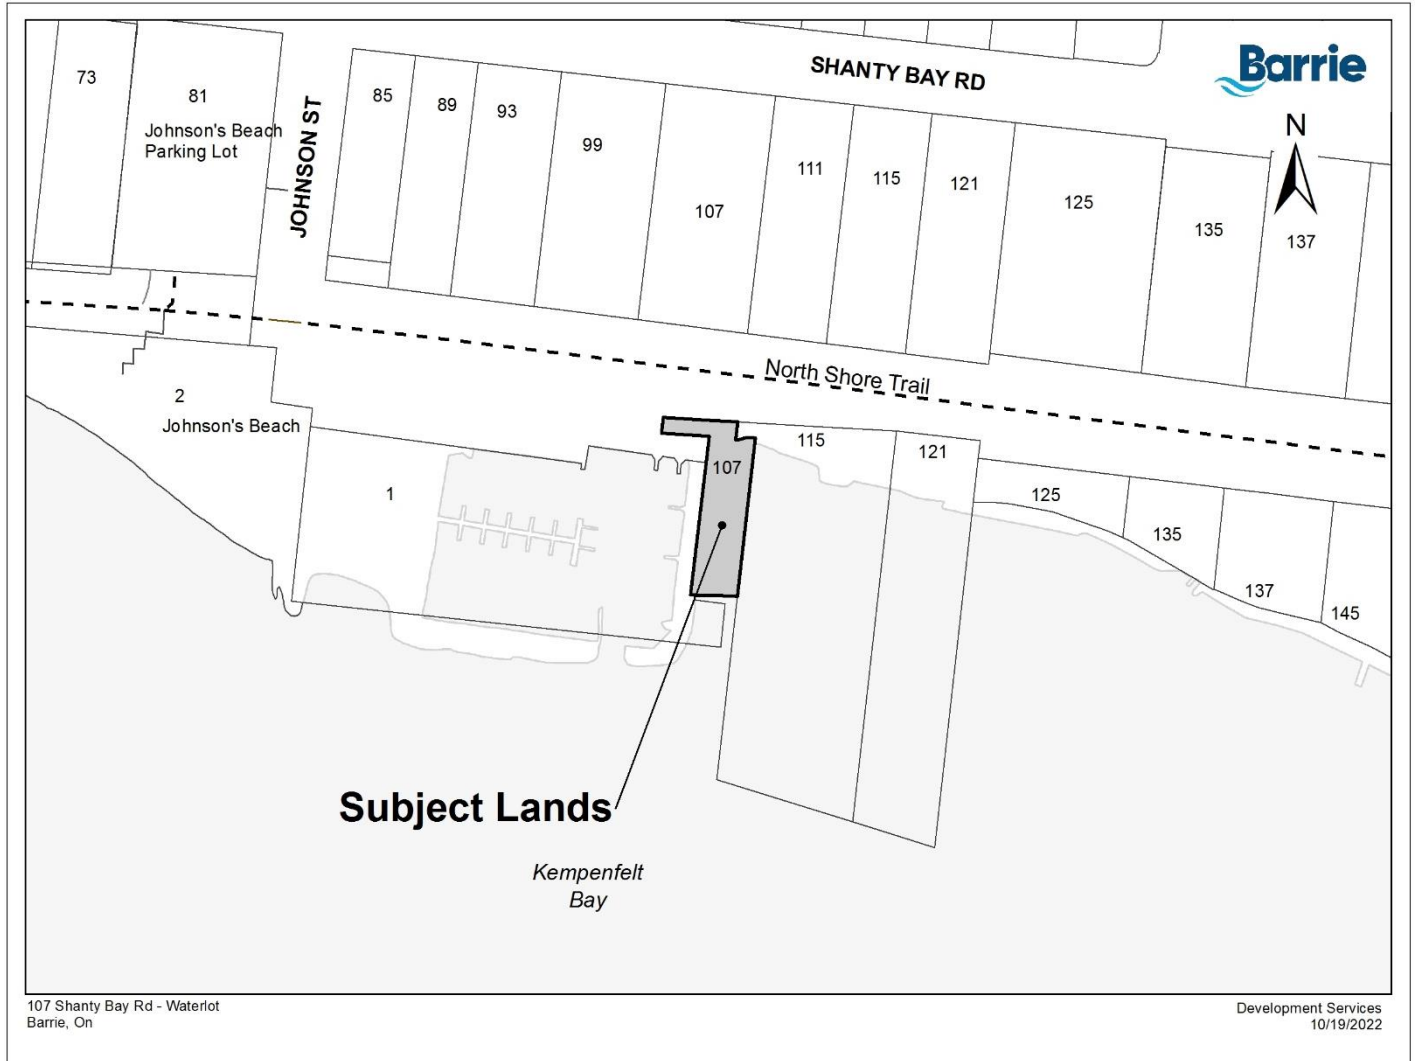 SHANTY BAY RD
Barrie
N
73
81
Johnson's Beach
Parking Lot
JOHNSON ST
85
89
93
99
107
111
115
121
125
135
137
North Shore Trail
2
Johnson's Beach
1
107
115
121
125
135
137
145
Subject Lands
Kempenfelt
Bay
107 Shanty Bay Rd - Waterlot
Barrie, On
Development Services
10/19/2022